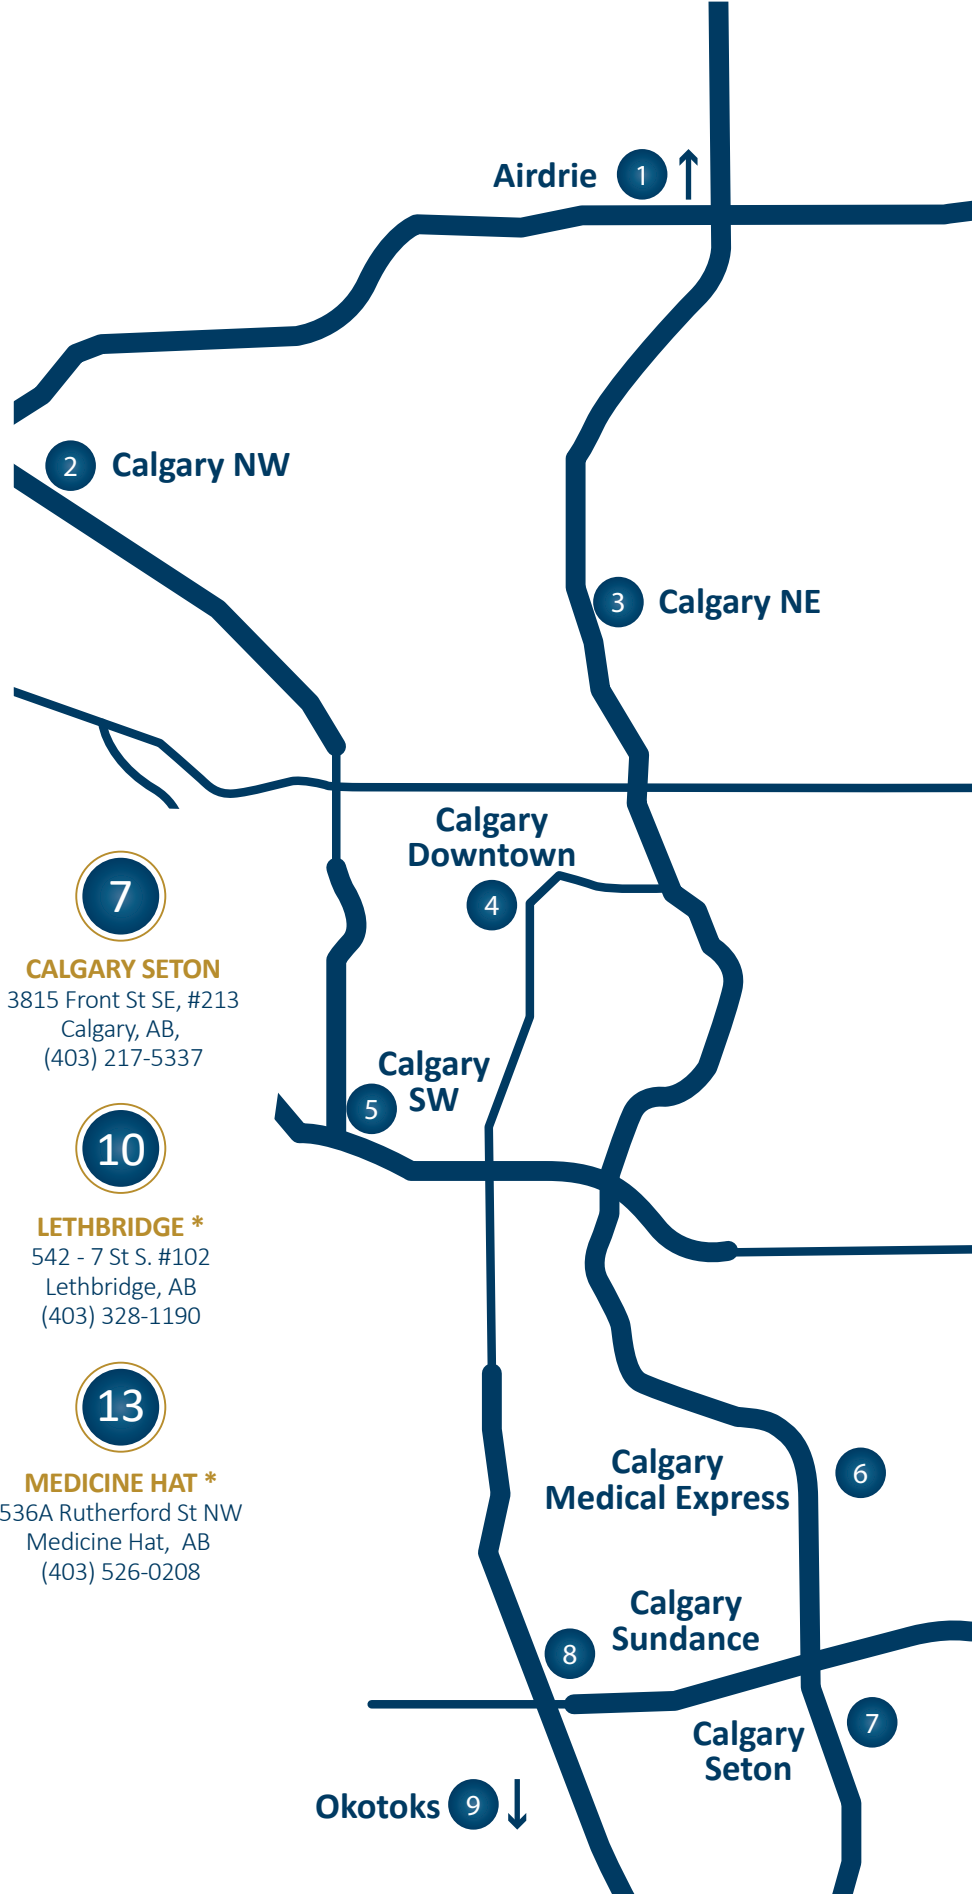 Airdrie 1 ↑
2 Calgary NW
3 Calgary NE
Calgary
Downtown
4
7
CALGARY SETON
3815 Front St SE, #213
Calgary, AB,
(403) 217-5337
Calgary
SW
5
10
LETHBRIDGE *
542 - 7 St S. #102
Lethbridge, AB
(403) 328-1190
13
MEDICINE HAT *
536A Rutherford St NW
Medicine Hat, AB
(403) 526-0208
Calgary
Medical Express
6
Calgary
Sundance
8
Calgary
Seton
7
Okotoks 9 ↓